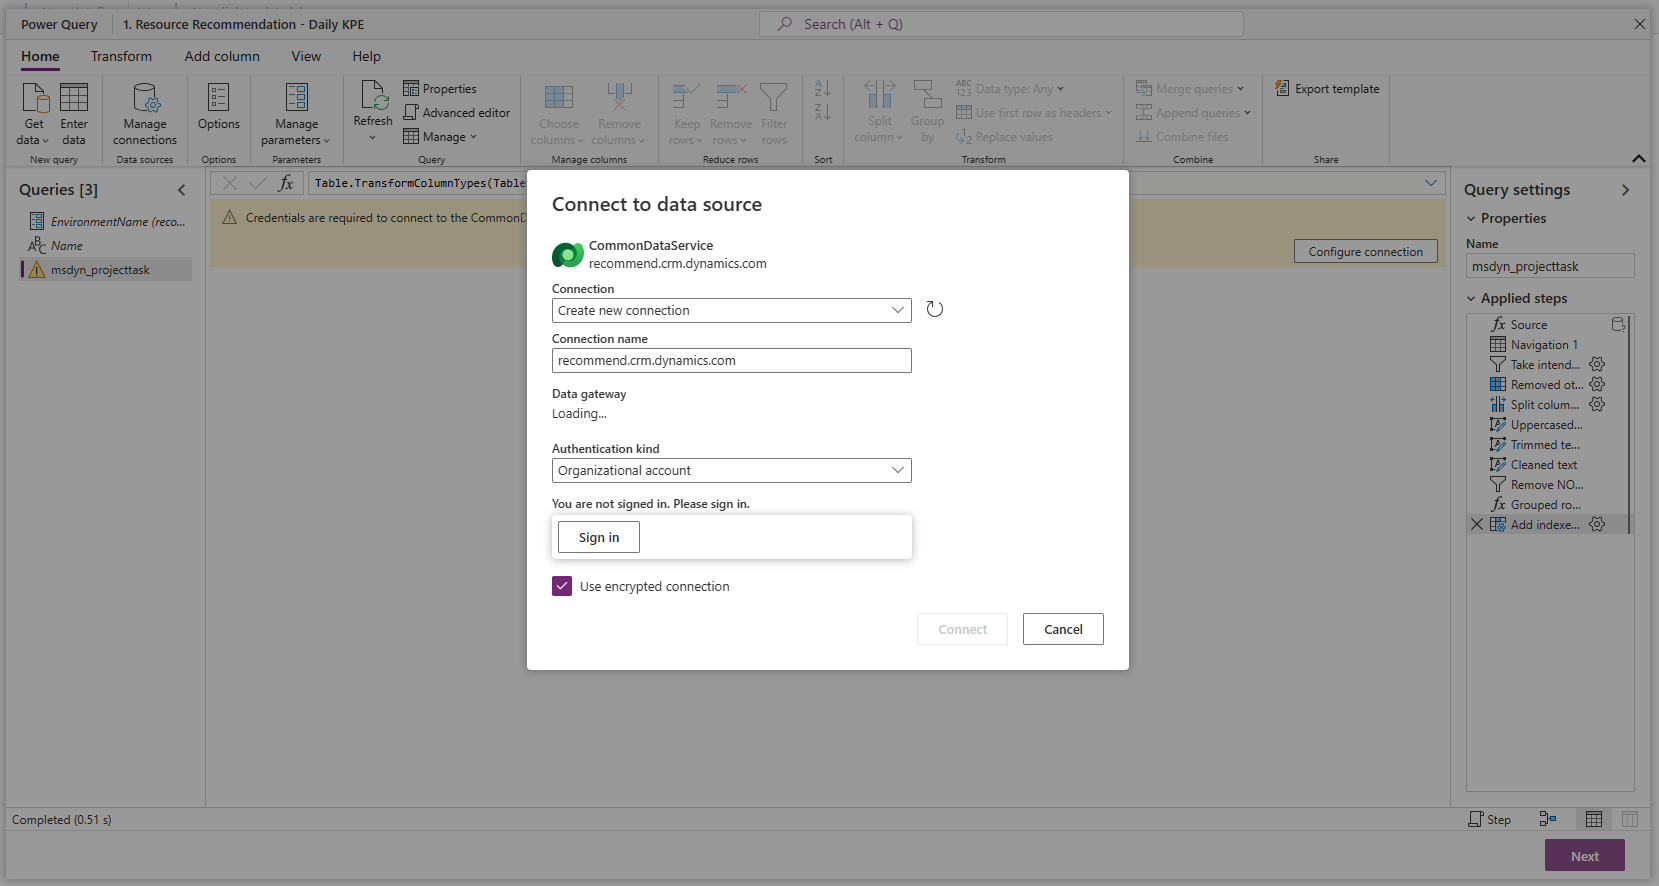 Power Query
1. Resource Recommendation - Daily KPE
Search (Alt + Q)
Home
Transform
Add column
View
Help
Get data
Enter data
New query
Manage connections
Data sources
Options
Options
Manage parameters
Parameters
Refresh
Properties
Advanced editor
Manage
Query
Choose columns
Remove columns
Manage columns
Keep rows
Remove rows
Filter rows
Reduce rows
Sort
Split column
Group by
Data type: Any
Use first row as headers
Replace values
Transform
Merge queries
Append queries
Combine files
Combine
Export template
Share
Queries [3]
EnvironmentName (reco...
Name
msdyn_projecttask
Table.TransformColumnTypes(Table
Credentials are required to connect to the CommonD
Configure connection
Connect to data source
CommonDataService
recommend.crm.dynamics.com
Connection
Create new connection
Connection name
recommend.crm.dynamics.com
Data gateway
Loading...
Authentication kind
Organizational account
You are not signed in. Please sign in.
Sign in
Use encrypted connection
Connect
Cancel
Query settings
Properties
Name
msdyn_projecttask
Applied steps
Source
Navigation 1
Take intend...
Removed ot...
Split colum...
Uppercased...
Trimmed te...
Cleaned text
Remove NO...
Grouped ro...
Add indexe...
Completed (0.51 s)
Step
Next